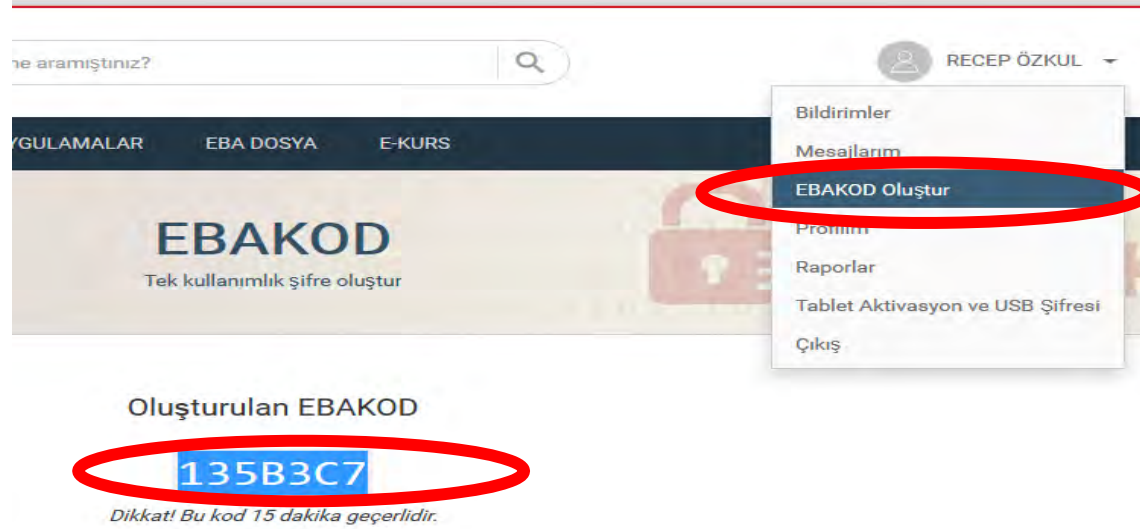 ne aramıştınız?
RECEP ÖZKUL
YGULAMALAR EBA DOSYA E-KURS
Bildirimler
Mesajlarım
EBAKOD Oluştur
Profilim
Raporlar
Tablet Aktivasyon ve USB Şifresi
Çıkış
EBAKOD
Tek kullanımlık şifre oluştur
Oluşturulan EBAKOD
135B3C7
Dikkat! Bu kod 15 dakika geçerlidir.